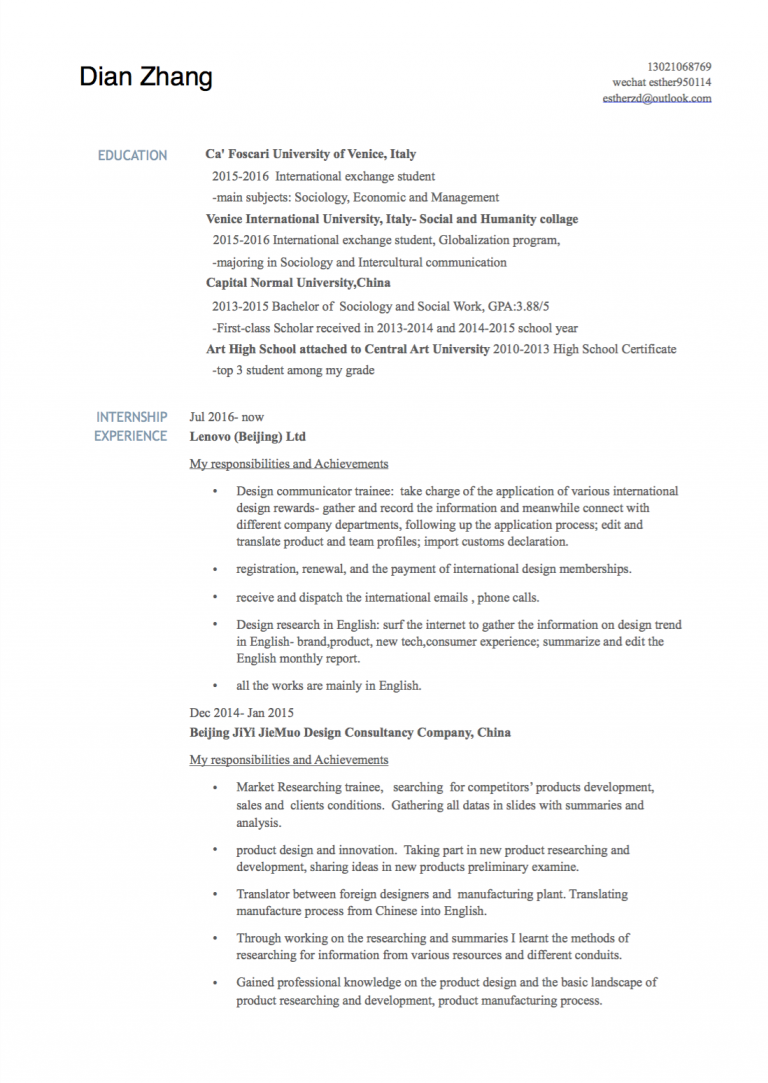 Dian Zhang
13021068769
wechat esther950114
estherzd@outlook.com
EDUCATION
Ca' Foscari University of Venice, Italy
2015-2016 International exchange student
-main subjects: Sociology, Economic and Management
Venice International University, Italy- Social and Humanity collage
2015-2016 International exchange student, Globalization program,
-majoring in Sociology and Intercultural communication
Capital Normal University,China
2013-2015 Bachelor of Sociology and Social Work, GPA:3.88/5
-First-class Scholar received in 2013-2014 and 2014-2015 school year
Art High School attached to Central Art University 2010-2013 High School Certificate
-top 3 student among my grade
INTERNSHIP
EXPERIENCE
Jul 2016- now
Lenovo (Beijing) Ltd
My responsibilities and Achievements
• Design communicator trainee: take charge of the application of various international
design rewards- gather and record the information and meanwhile connect with
different company departments, following up the application process; edit and
translate product and team profiles; import customs declaration.
• registration, renewal, and the payment of international design memberships.
• receive and dispatch the international emails , phone calls.
• Design research in English: surf the internet to gather the information on design trend
in English- brand,product, new tech,consumer experience; summarize and edit the
English monthly report.
• all the works are mainly in English.
Dec 2014- Jan 2015
Beijing JiYi JieMuo Design Consultancy Company, China
My responsibilities and Achievements
• Market Researching trainee, searching for competitors' products development,
sales and clients conditions. Gathering all datas in slides with summaries and
analysis.
• product design and innovation. Taking part in new product researching and
development, sharing ideas in new products preliminary examine.
• Translator between foreign designers and manufacturing plant. Translating
manufacture process from Chinese into English.
• Through working on the researching and summaries I learnt the methods of
researching for information from various resources and different conduits.
• Gained professional knowledge on the product design and the basic landscape of
product researching and development, product manufacturing process.